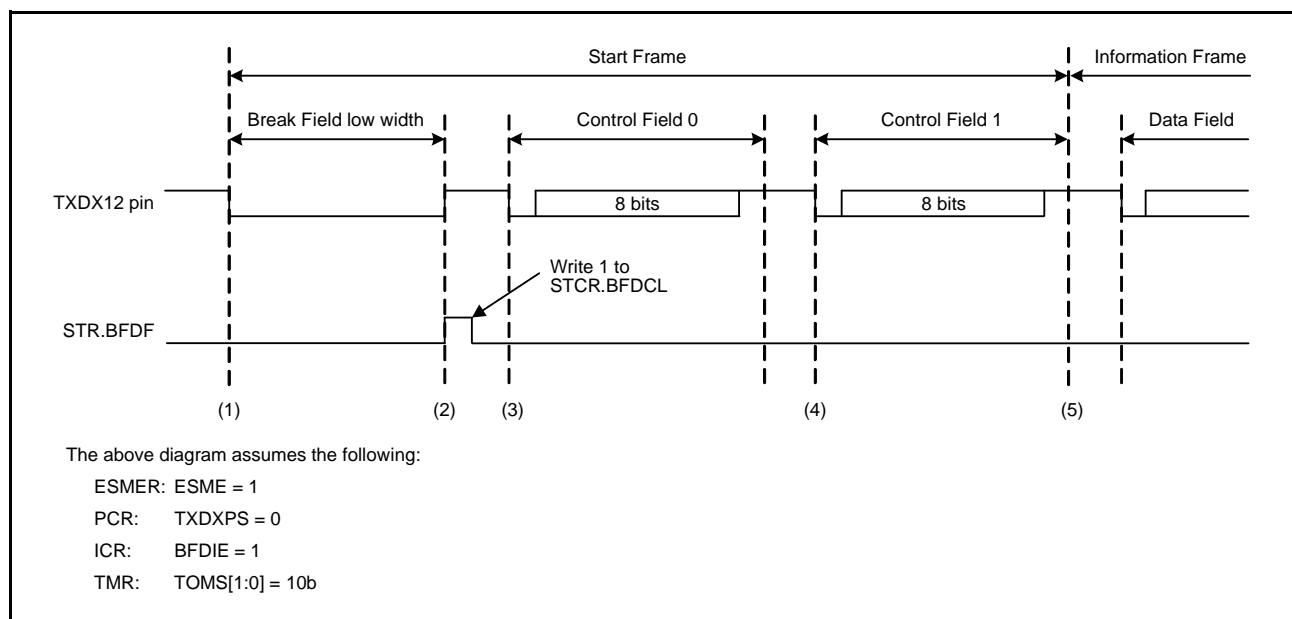 Start Frame
Information Frame
Break Field low width
Control Field 0
Control Field 1
Data Field
TXDX12 pin
8 bits
8 bits
Write 1 to
STCR.BFDCL
STR.BFDF
(1)
(2)
(3)
(4)
(5)
The above diagram assumes the following:
ESMER: ESME = 1
PCR: TXDXPS = 0
ICR: BFDIE = 1
TMR: TOMS[1:0] = 10b